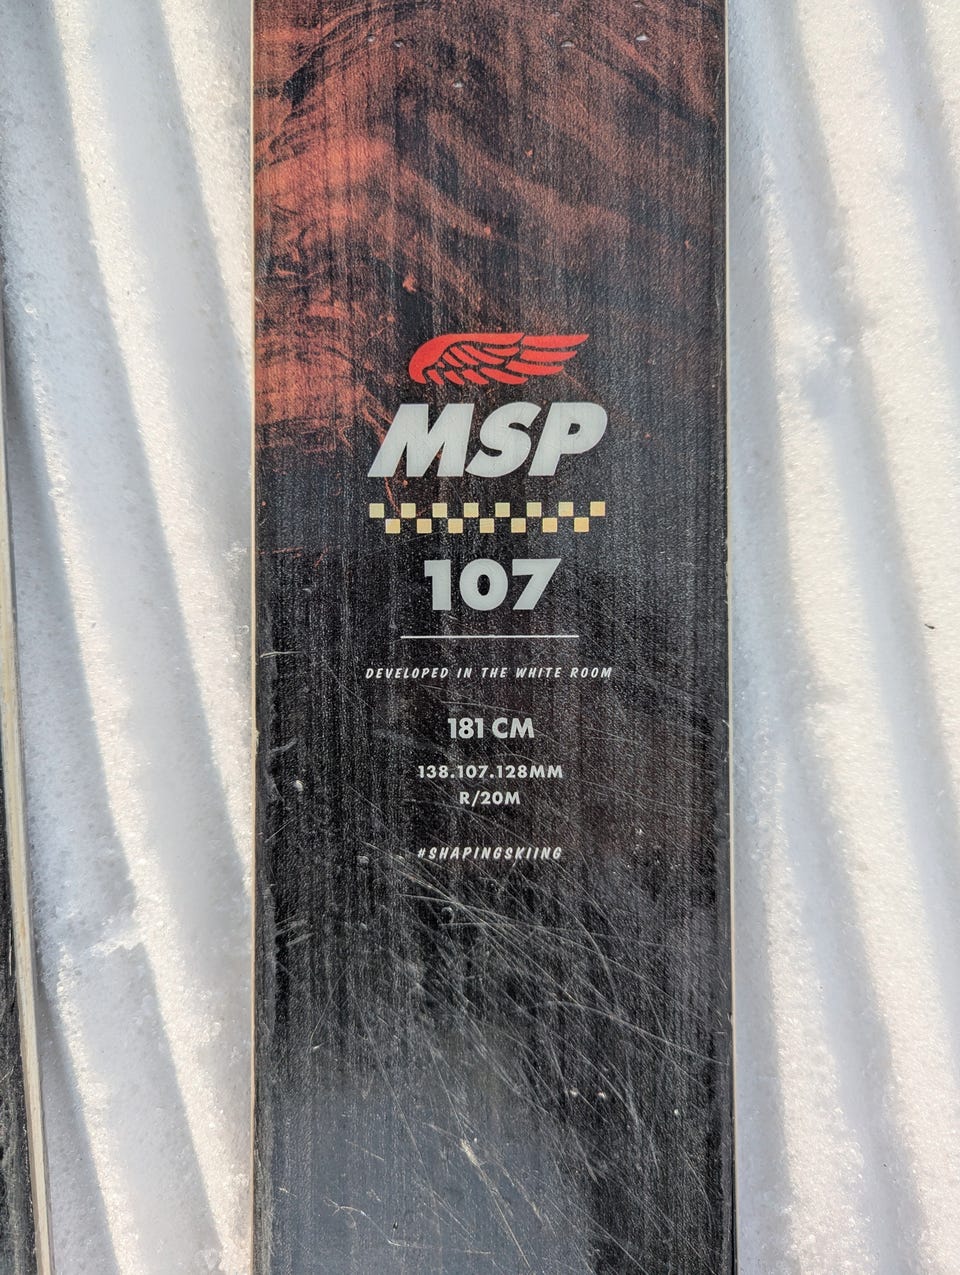 MSP
107
DEVELOPED IN THE WHITE ROOM
181 CM
138.107.128MM
R/20M
#SHAPINGSKIING